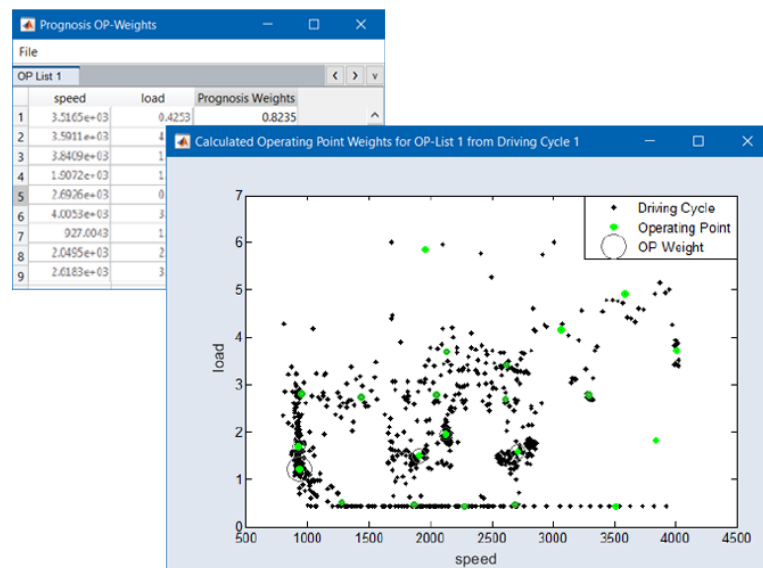 Prognosis OP-Weights
File
OP List 1
speed load Prognosis Weights
1 3.5165e+03 0.4253 0.8235
2 3.5911e+03 4
3 3.8409e+03 1
4 1.9072e+03 1
5 2.6926e+03 0
6 4.0053e+03 3
7 927.0043 1
8 2.0495e+03 2
9 2.6183e+03 3
Calculated Operating Point Weights for OP-List 1 from Driving Cycle 1
Driving Cycle
Operating Point
OP Weight
7
6
5
4
3
2
1
0
load
500 1000 1500 2000 2500 3000 3500 4000 4500
speed